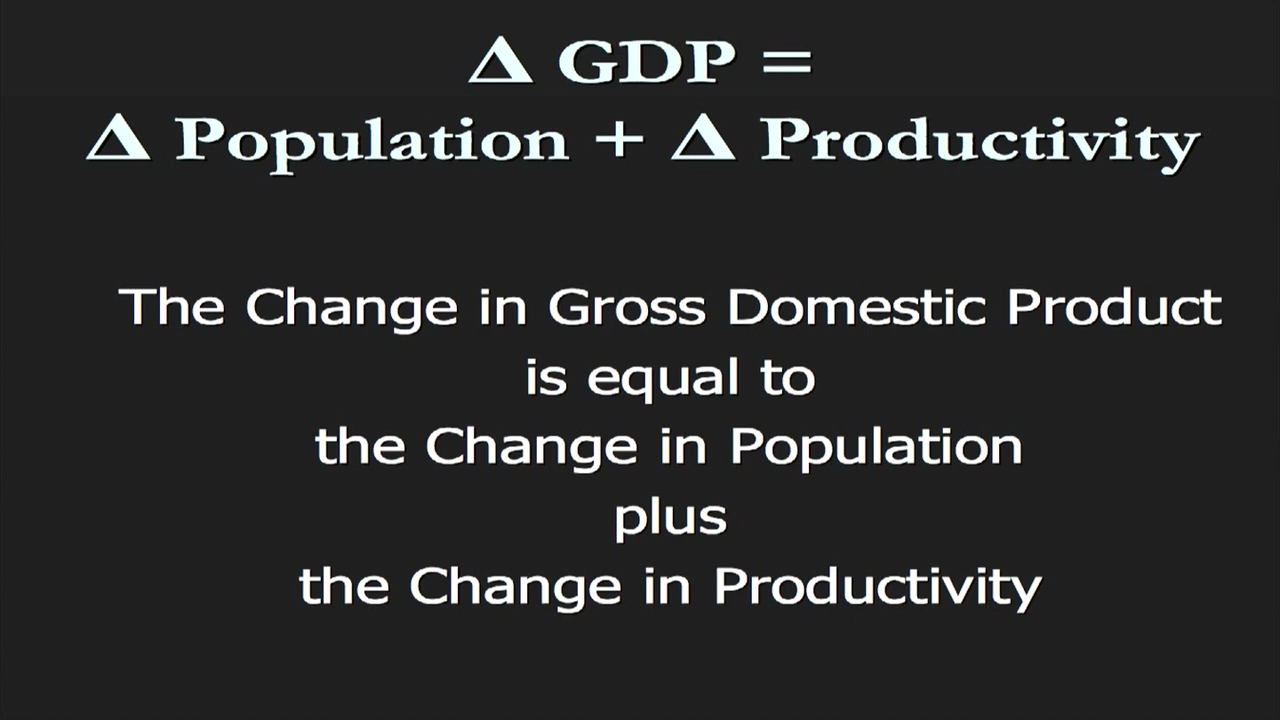 Δ GDP =
Δ Population + Δ Productivity
The Change in Gross Domestic Product
is equal to
the Change in Population
plus
the Change in Productivity